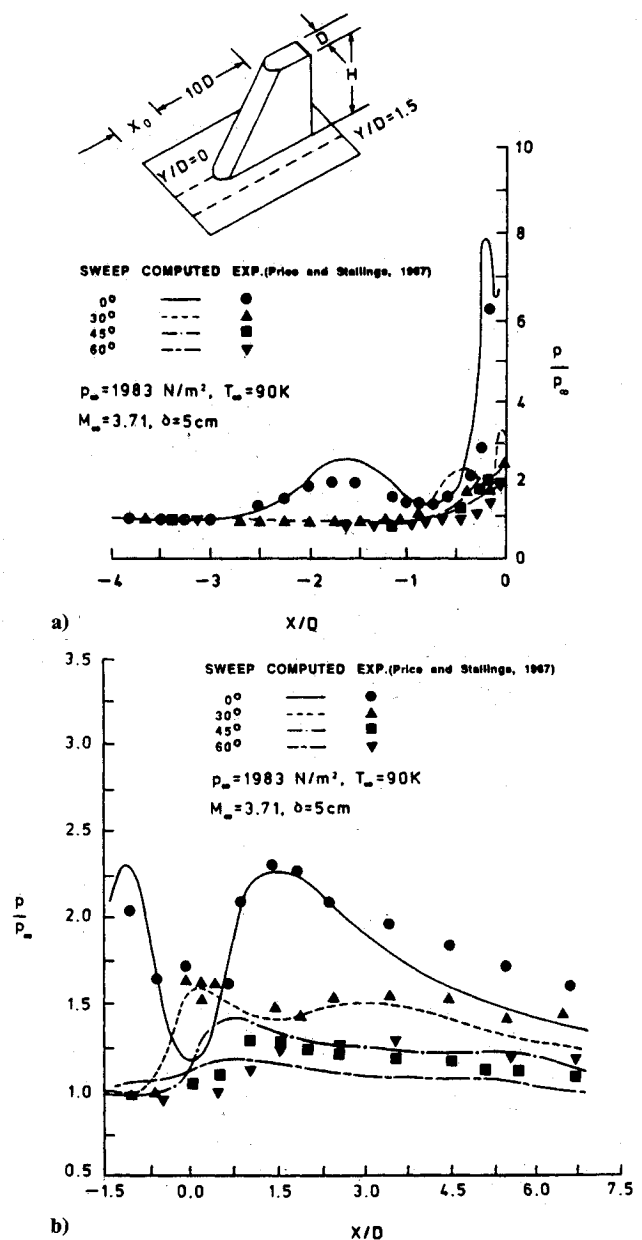 D
10D
H
X₀
Y/D=0
Y/D=1.5
SWEEP COMPUTED EXP.(Price and Stallings, 1967)
0°
30°
45°
60°
p∞=1983 N/m², T∞=90K
M∞=3.71, δ=5cm
10
8
6
4
2
0
p/p∞
-4
-3
-2
-1
0
X/D
a)
SWEEP COMPUTED EXP.(Price and Stallings, 1967)
0°
30°
45°
60°
p∞=1983 N/m², T∞=90K
M∞=3.71, δ=5cm
3.5
3.0
2.5
2.0
1.5
1.0
0.5
p/p∞
-1.5
0.0
1.5
3.0
4.5
6.0
7.5
X/D
b)